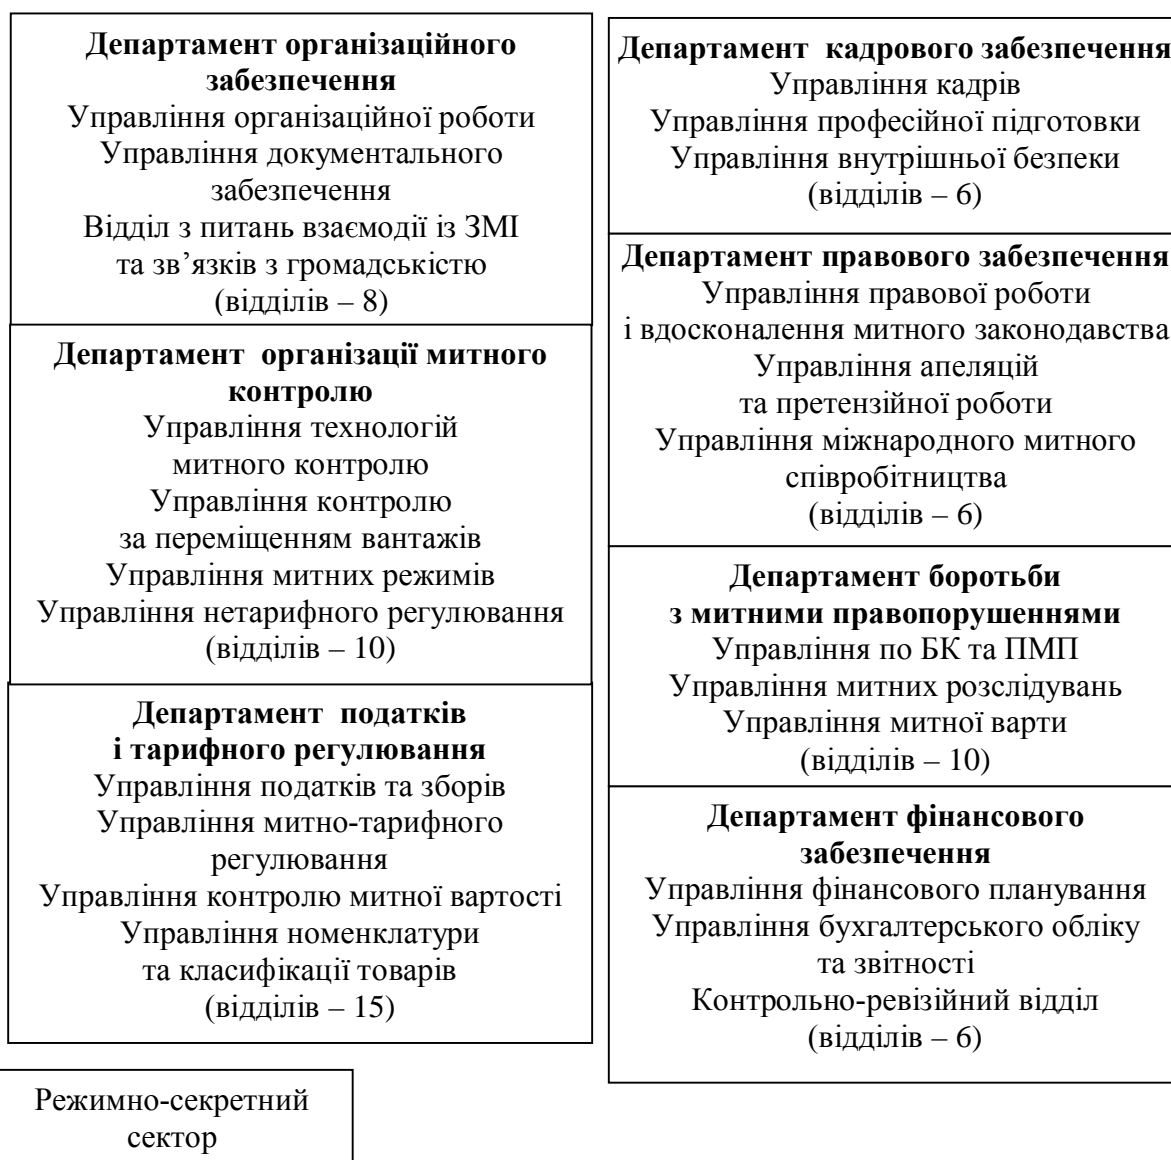 Департамент організаційного
забезпечення
Управління організаційної роботи
Управління документального
забезпечення
Відділ з питань взаємодії із ЗМІ
та зв’язків з громадськістю
(відділів – 8)
Департамент організації митного
контролю
Управління технологій
митного контролю
Управління контролю
за переміщенням вантажів
Управління митних режимів
Управління нетарифного регулювання
(відділів – 10)
Департамент податків
і тарифного регулювання
Управління податків та зборів
Управління митно-тарифного
регулювання
Управління контролю митної вартості
Управління номенклатури
та класифікації товарів
(відділів – 15)
Режимно-секретний
сектор
Департамент кадрового забезпечення
Управління кадрів
Управління професійної підготовки
Управління внутрішньої безпеки
(відділів – 6)
Департамент правового забезпечення
Управління правової роботи
і вдосконалення митного законодавства
Управління апеляцій
та претензійної роботи
Управління міжнародного митного
співробітництва
(відділів – 6)
Департамент боротьби
з митними правопорушеннями
Управління по БК та ПМП
Управління митних розслідувань
Управління митної варти
(відділів – 10)
Департамент фінансового
забезпечення
Управління фінансового планування
Управління бухгалтерського обліку
та звітності
Контрольно-ревізійний відділ
(відділів – 6)